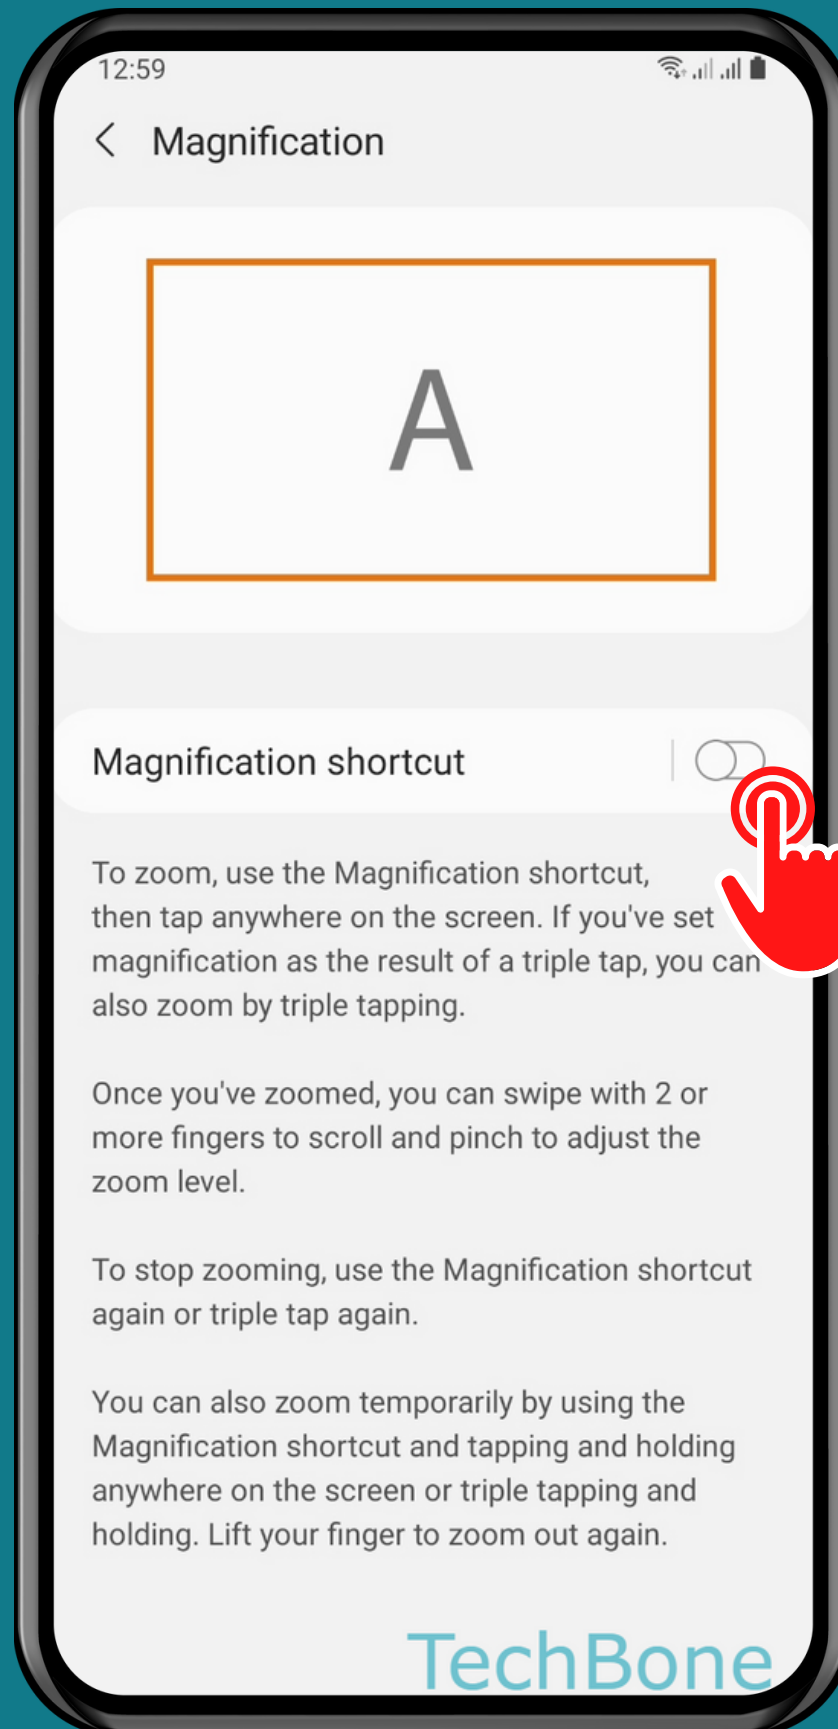 12:59
Magnification
A
Magnification shortcut
To zoom, use the Magnification shortcut,
then tap anywhere on the screen. If you've set
magnification as the result of a triple tap, you can
also zoom by triple tapping.
Once you've zoomed, you can swipe with 2 or
more fingers to scroll and pinch to adjust the
zoom level.
To stop zooming, use the Magnification shortcut
again or triple tap again.
You can also zoom temporarily by using the
Magnification shortcut and tapping and holding
anywhere on the screen or triple tapping and
holding. Lift your finger to zoom out again.
TechBone